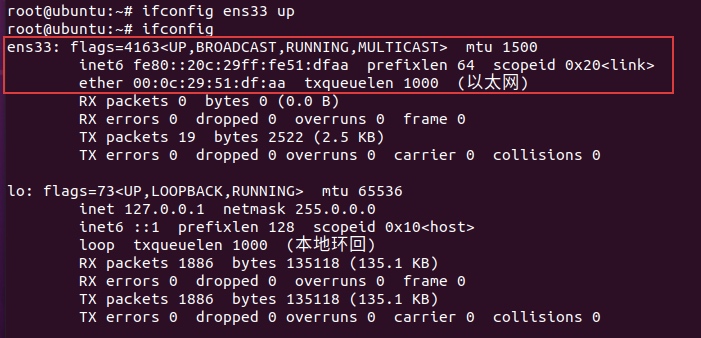 root@ubuntu:~# ifconfig ens33 up
root@ubuntu:~# ifconfig
ens33: flags=4163<UP,BROADCAST,RUNNING,MULTICAST>  mtu 1500
        inet6 fe80::20c:29ff:fe51:dfaa  prefixlen 64  scopeid 0x20<link>
        ether 00:0c:29:51:df:aa  txqueuelen 1000  (以太网)
        RX packets 0  bytes 0 (0.0 B)
        RX errors 0  dropped 0  overruns 0  frame 0
        TX packets 19  bytes 2522 (2.5 KB)
        TX errors 0  dropped 0 overruns 0  carrier 0  collisions 0
lo: flags=73<UP,LOOPBACK,RUNNING>  mtu 65536
        inet 127.0.0.1  netmask 255.0.0.0
        inet6 ::1  prefixlen 128  scopeid 0x10<host>
        loop  txqueuelen 1000  (本地环回)
        RX packets 1886  bytes 135118 (135.1 KB)
        RX errors 0  dropped 0  overruns 0  frame 0
        TX packets 1886  bytes 135118 (135.1 KB)
        TX errors 0  dropped 0 overruns 0  carrier 0  collisions 0